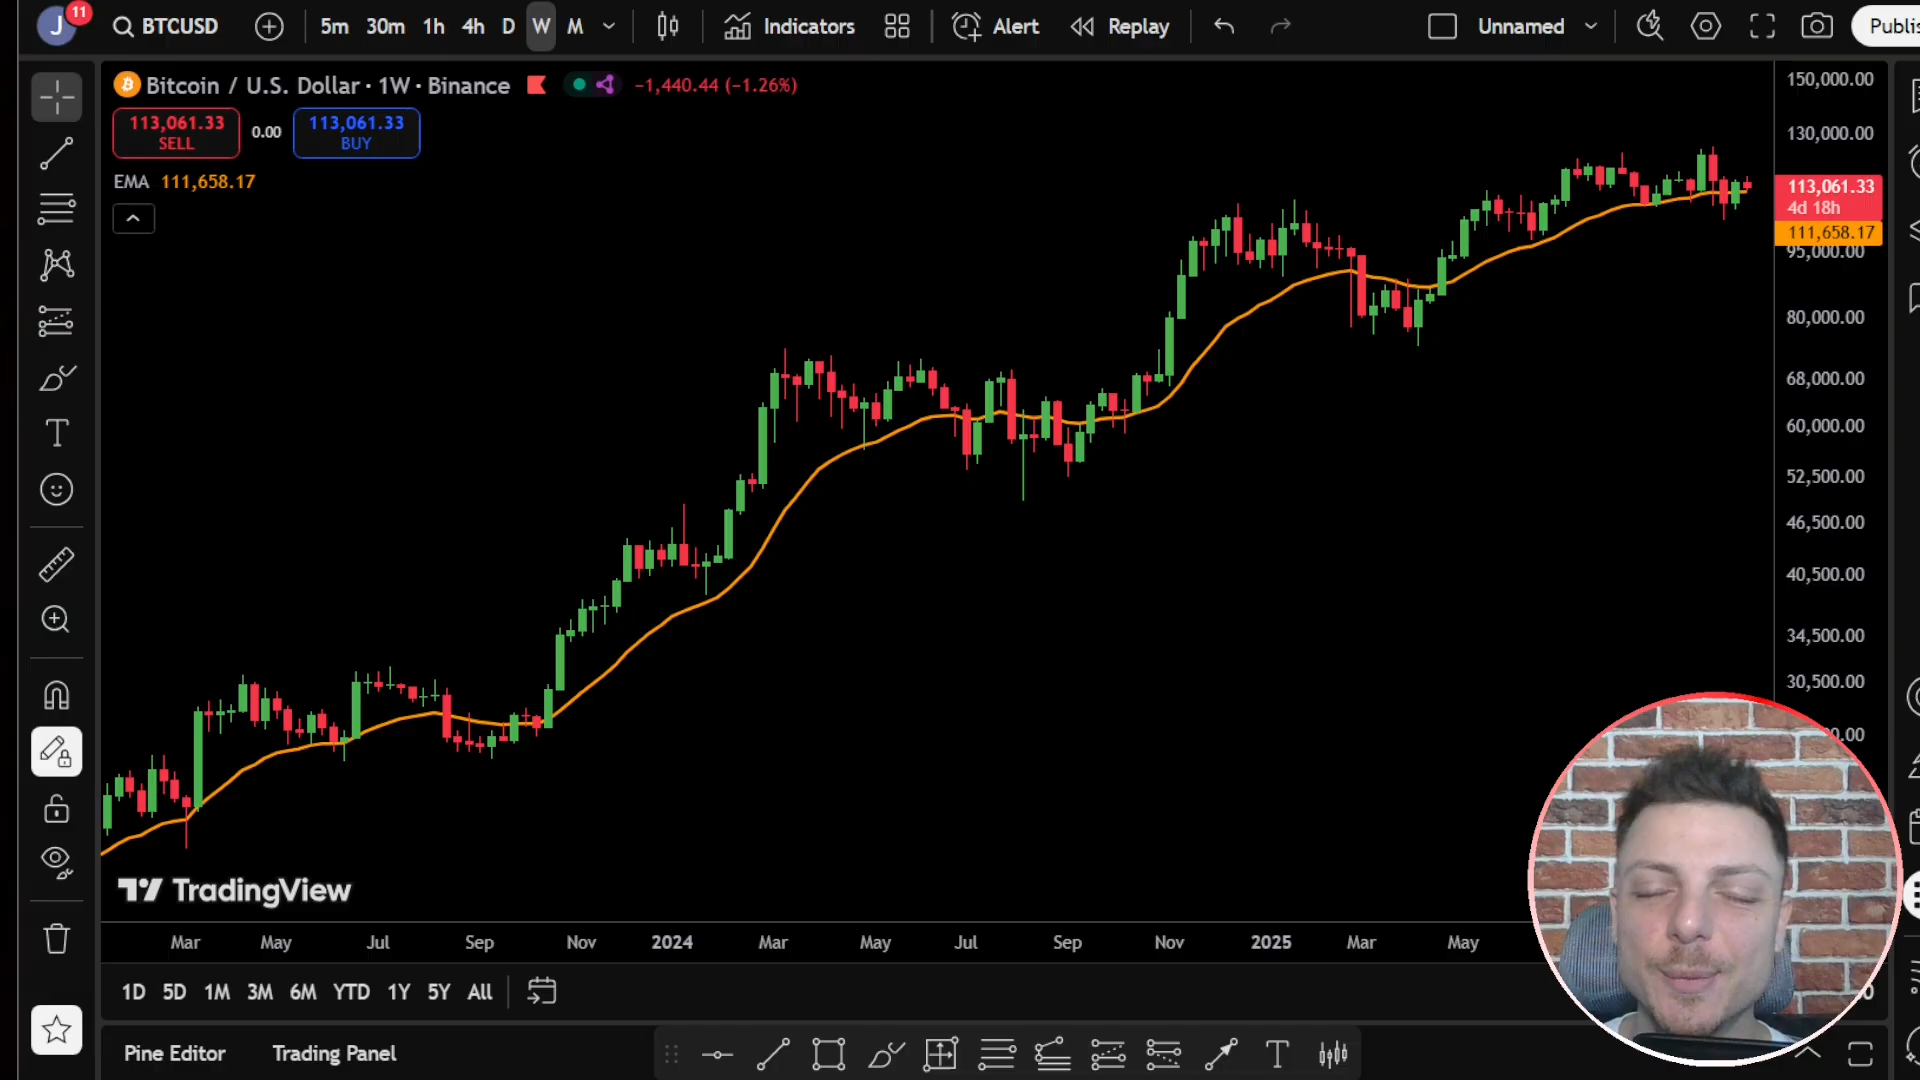 J 11 BTCUSD 5m 30m 1h 4h D W M Indicators Alert Replay Unnamed
Bitcoin / U.S. Dollar · 1W · Binance −1,440.44 (−1.26%)
113,061.33 SELL 0.00 113,061.33 BUY
EMA 111,658.17
150,000.00
130,000.00
113,061.33
4d 18h
111,658.17
95,000.00
80,000.00
68,000.00
60,000.00
52,500.00
46,500.00
40,500.00
34,500.00
30,500.00
TradingView
Mar May Jul Sep Nov 2024 Mar May Jul Sep Nov 2025 Mar May
1D 5D 1M 3M 6M YTD 1Y 5Y All
Pine Editor Trading Panel